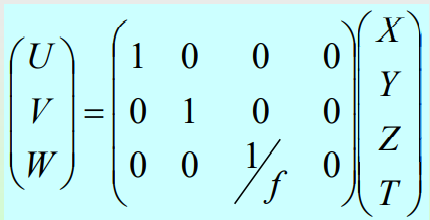 (U V W) = (1 0 0 0
0 1 0 0
0 0 1/f 0) (X Y Z T)